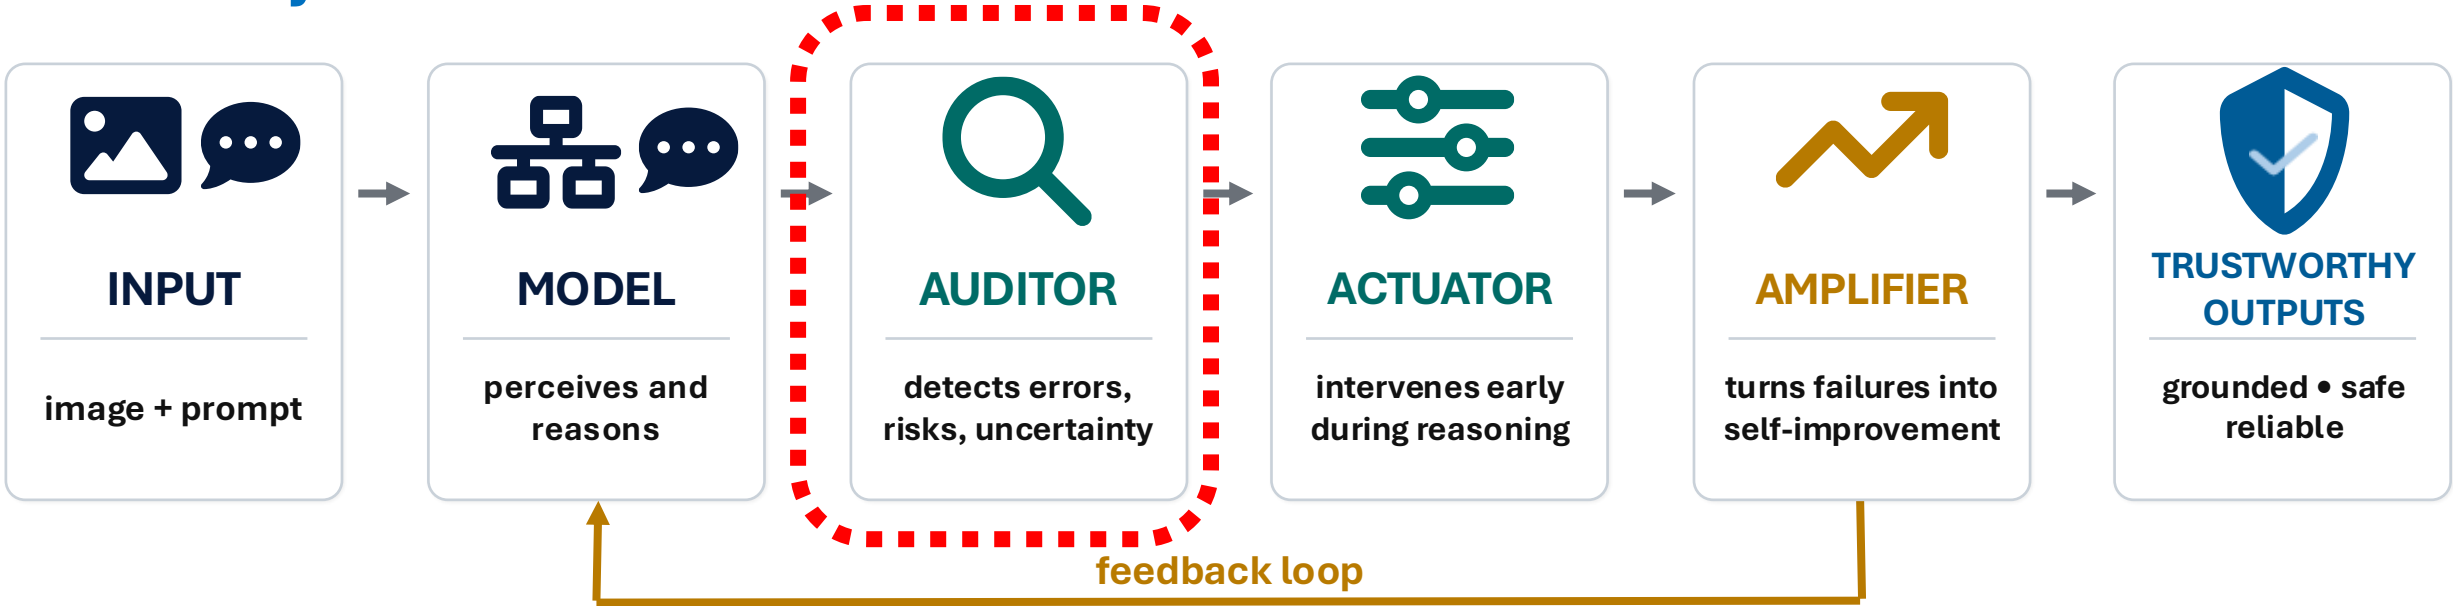 INPUT
image + prompt
MODEL
perceives and
reasons
AUDITOR
detects errors,
risks, uncertainty
ACTUATOR
intervenes early
during reasoning
AMPLIFIER
turns failures into
self-improvement
TRUSTWORTHY
OUTPUTS
grounded • safe
reliable
feedback loop